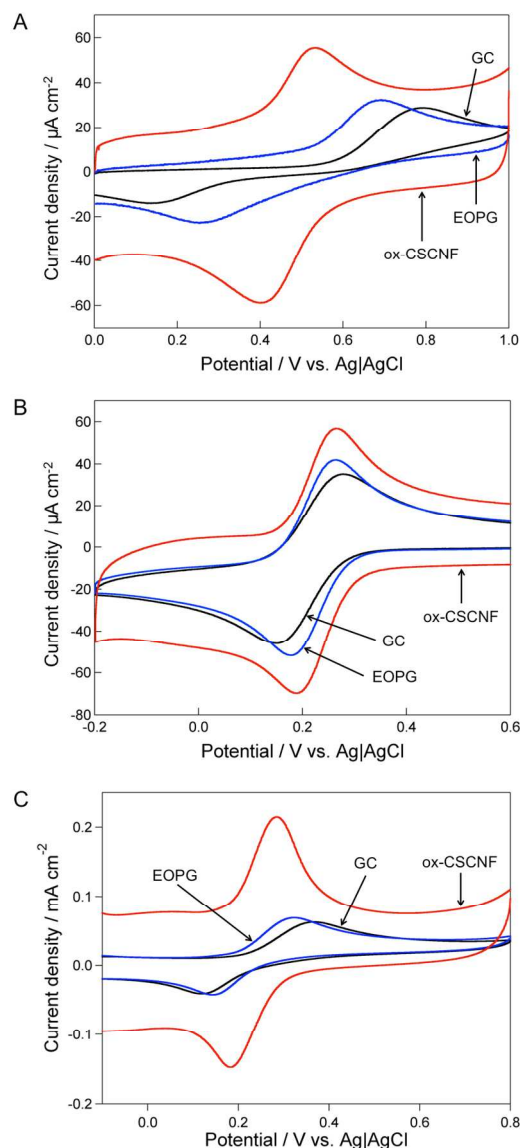 A
60
40
20
0
-20
-40
-60
Current density / μA cm-2
GC
EOPG
ox-CSCNF
0.0 0.2 0.4 0.6 0.8 1.0
Potential / V vs. Ag|AgCl
B
60
40
20
0
-20
-40
-60
-80
Current density / μA cm-2
ox-CSCNF
GC
EOPG
-0.2 0.0 0.2 0.4 0.6
Potential / V vs. Ag|AgCl
C
0.2
0.1
0.0
-0.1
-0.2
Current density / mA cm-2
EOPG GC ox-CSCNF
0.0 0.2 0.4 0.6 0.8
Potential / V vs. Ag|AgCl